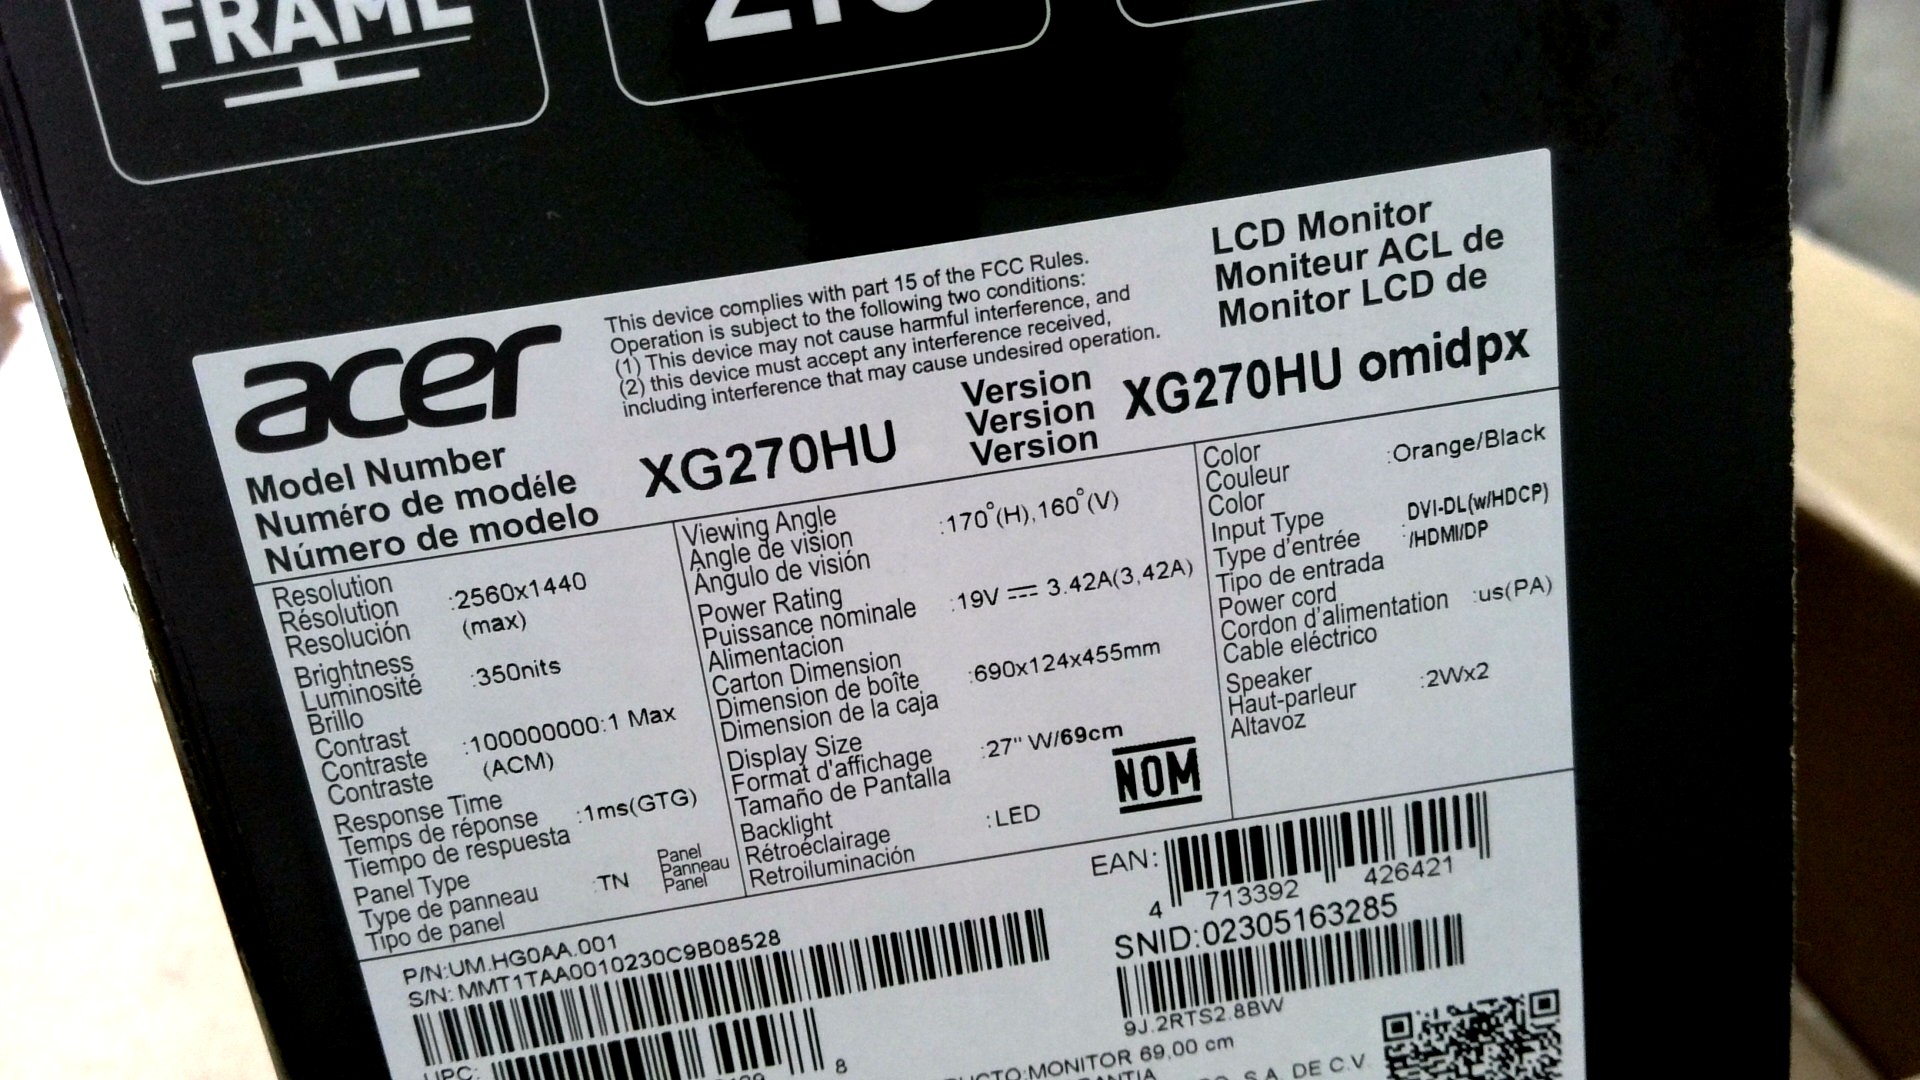 FRAME
acer
This device complies with part 15 of the FCC Rules.
Operation is subject to the following two conditions:
(1) This device may not cause harmful interference, and
(2) this device must accept any interference received,
including interference that may cause undesired operation.
LCD Monitor
Moniteur ACL de
Monitor LCD de
Model Number
Numéro de modéle
Número de modelo
XG270HU
Version
Version
Version
XG270HU omidpx
Resolution
Résolution
Resolución
:2560x1440
(max)
Brightness
Luminosité
Brillo
:350nits
Contrast
Contraste
Contraste
:100000000:1 Max
(ACM)
Response Time
Temps de réponse
Tiempo de respuesta
:1ms(GTG)
Panel Type
Type de panneau
Tipo de panel
:TN
Panel
Panneau
Panel
Viewing Angle
Angle de vision
Ángulo de visión
:170°(H),160°(V)
Power Rating
Puissance nominale
Alimentacion
:19V ⎓ 3.42A(3,42A)
Carton Dimension
Dimension de boîte
Dimension de la caja
:690x124x455mm
Display Size
Format d'affichage
Tamaño de Pantalla
:27" W/69cm
Backlight
Rétroéclairage
Retroiluminación
:LED
NOM
Color
Couleur
Color
:Orange/Black
Input Type
Type d'entrée
Tipo de entrada
DVI-DL(w/HDCP)
:/HDMI/DP
Power cord
Cordon d'alimentation
Cable eléctrico
:us(PA)
Speaker
Haut-parleur
Altavoz
:2Wx2
P/N:UM.HG0AA.001
S/N: MMT1TAA0010230C9B08528
EAN:
4 713392 426421
SNID:02305163285
9J.2RTS2.8BW
UPC:
8
MONITOR 69,00 cm
S.A. DE C.V.